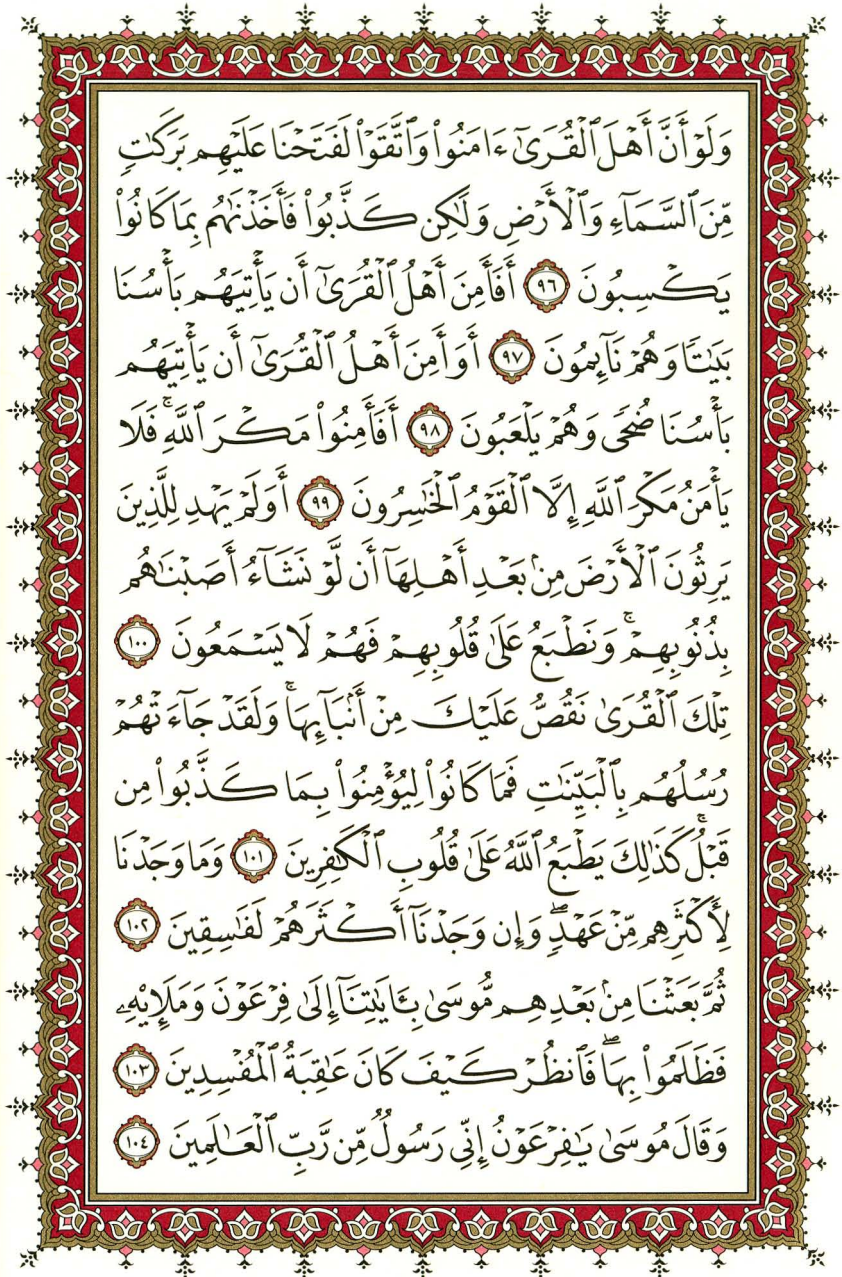 وَلَوْ أَنَّ أَهْلَ ٱلْقُرَىٰٓ ءَامَنُوا۟ وَٱتَّقَوْا۟ لَفَتَحْنَا عَلَيْهِم بَرَكَٰتٍ
مِّنَ ٱلسَّمَآءِ وَٱلْأَرْضِ وَلَٰكِن كَذَّبُوا۟ فَأَخَذْنَٰهُم بِمَا كَانُوا۟
يَكْسِبُونَ ٩٦ أَفَأَمِنَ أَهْلُ ٱلْقُرَىٰٓ أَن يَأْتِيَهُم بَأْسُنَا
بَيَٰتًا وَهُمْ نَآئِمُونَ ٩٧ أَوَأَمِنَ أَهْلُ ٱلْقُرَىٰٓ أَن يَأْتِيَهُم
بَأْسُنَا ضُحًى وَهُمْ يَلْعَبُونَ ٩٨ أَفَأَمِنُوا۟ مَكْرَ ٱللَّهِ ۚ فَلَا
يَأْمَنُ مَكْرَ ٱللَّهِ إِلَّا ٱلْقَوْمُ ٱلْخَٰسِرُونَ ٩٩ أَوَلَمْ يَهْدِ لِلَّذِينَ
يَرِثُونَ ٱلْأَرْضَ مِنۢ بَعْدِ أَهْلِهَآ أَن لَّوْ نَشَآءُ أَصَبْنَٰهُم
بِذُنُوبِهِمْ ۚ وَنَطْبَعُ عَلَىٰ قُلُوبِهِمْ فَهُمْ لَا يَسْمَعُونَ ١٠٠
تِلْكَ ٱلْقُرَىٰ نَقُصُّ عَلَيْكَ مِنْ أَنۢبَآئِهَا ۚ وَلَقَدْ جَآءَتْهُمْ
رُسُلُهُم بِٱلْبَيِّنَٰتِ فَمَا كَانُوا۟ لِيُؤْمِنُوا۟ بِمَا كَذَّبُوا۟ مِن
قَبْلُ ۚ كَذَٰلِكَ يَطْبَعُ ٱللَّهُ عَلَىٰ قُلُوبِ ٱلْكَٰفِرِينَ ١٠١ وَمَا وَجَدْنَا
لِأَكْثَرِهِم مِّنْ عَهْدٍ ۖ وَإِن وَجَدْنَآ أَكْثَرَهُمْ لَفَٰسِقِينَ ١٠٢
ثُمَّ بَعَثْنَا مِنۢ بَعْدِهِم مُّوسَىٰ بِـَٔايَٰتِنَآ إِلَىٰ فِرْعَوْنَ وَمَلَإِي۟هِۦ
فَظَلَمُوا۟ بِهَا ۖ فَٱنظُرْ كَيْفَ كَانَ عَٰقِبَةُ ٱلْمُفْسِدِينَ ١٠٣
وَقَالَ مُوسَىٰ يَٰفِرْعَوْنُ إِنِّى رَسُولٌ مِّن رَّبِّ ٱلْعَٰلَمِينَ ١٠٤